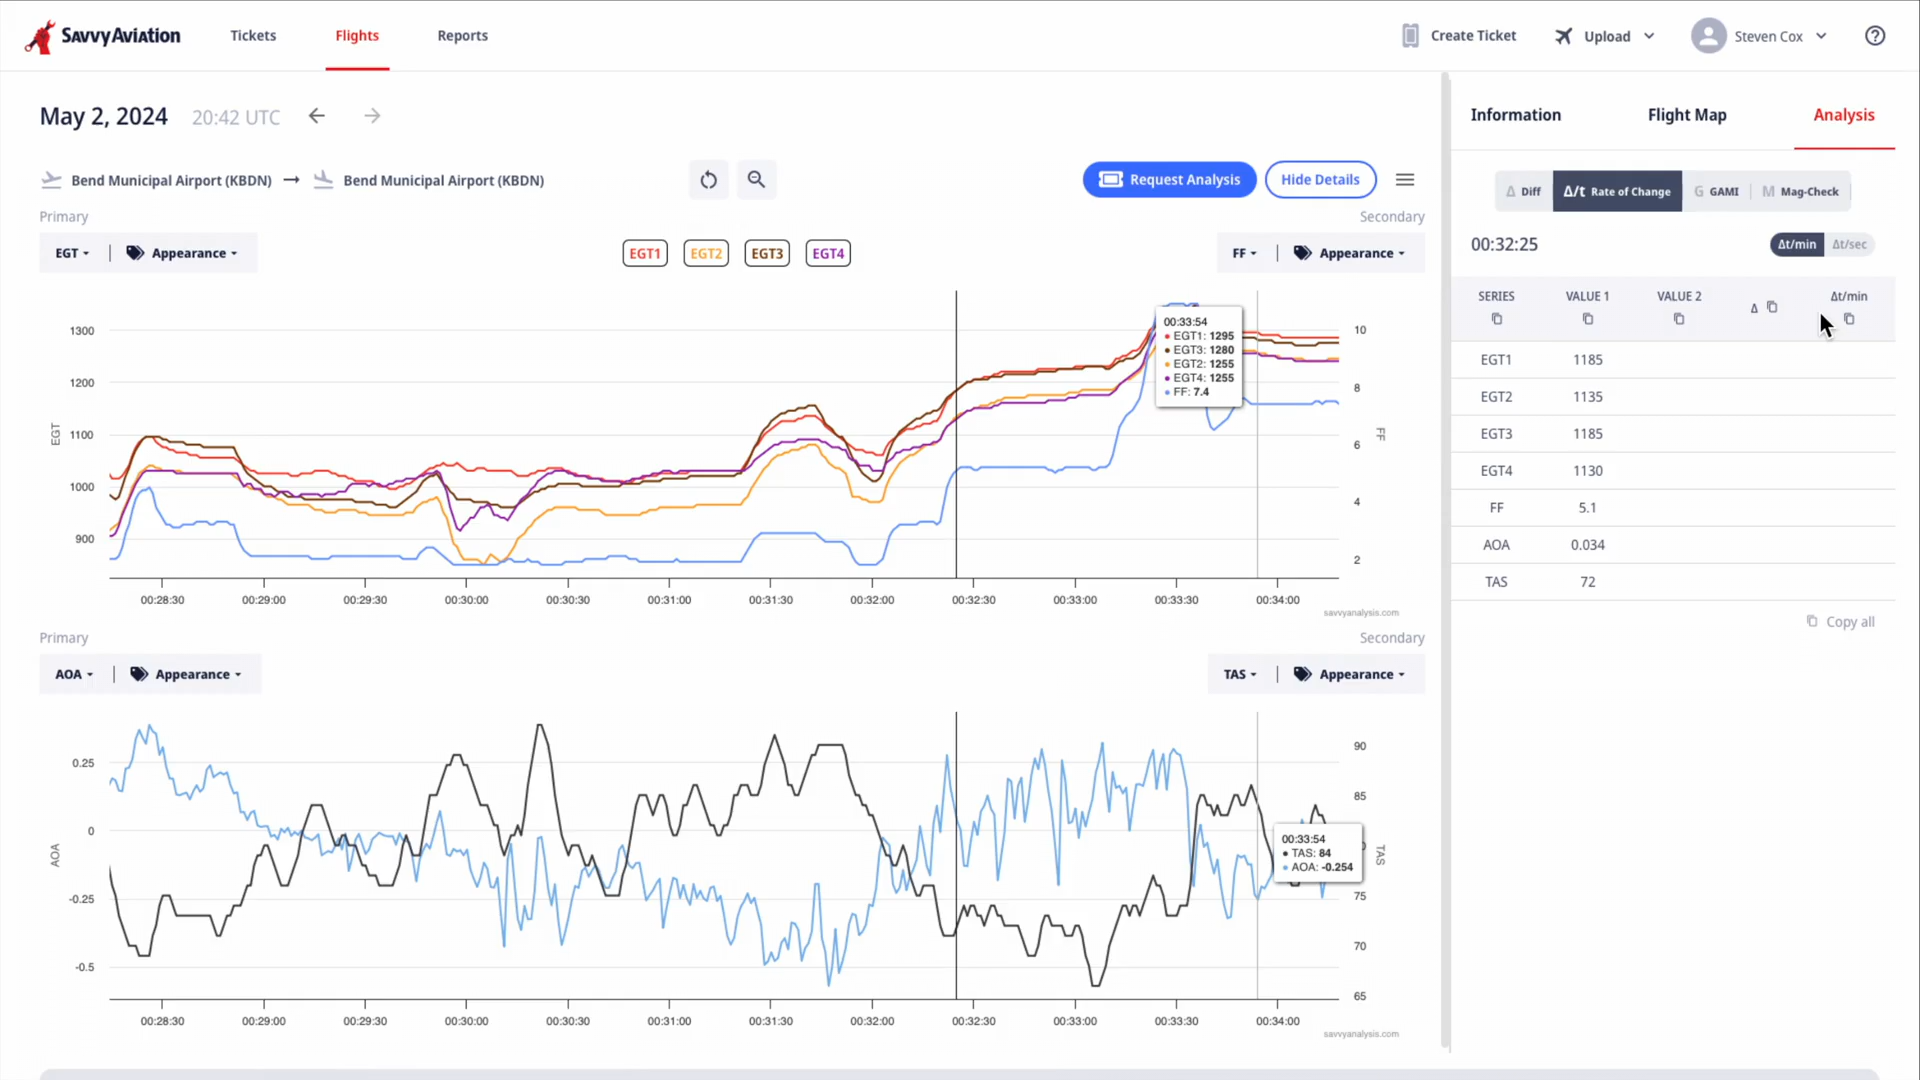 SavvyAviation
Tickets
Flights
Reports
Create Ticket
Upload
Steven Cox
May 2, 2024
20:42 UTC
Bend Municipal Airport (KBDN) → Bend Municipal Airport (KBDN)
Request Analysis
Hide Details
Primary
Secondary
EGT
Appearance
EGT1
EGT2
EGT3
EGT4
FF
Appearance
1300
1200
1100
1000
900
EGT
10
8
6
4
2
FF
00:33:54
EGT1: 1295
EGT3: 1280
EGT2: 1255
EGT4: 1255
FF: 7.4
00:28:30
00:29:00
00:29:30
00:30:00
00:30:30
00:31:00
00:31:30
00:32:00
00:32:30
00:33:00
00:33:30
00:34:00
savvyanalysis.com
Primary
Secondary
AOA
Appearance
TAS
Appearance
0.25
0
-0.25
-0.5
AOA
90
85
75
70
65
TAS
00:33:54
TAS: 84
AOA: -0.254
00:28:30
00:29:00
00:29:30
00:30:00
00:30:30
00:31:00
00:31:30
00:32:00
00:32:30
00:33:00
00:33:30
00:34:00
savvyanalysis.com
Information
Flight Map
Analysis
Δ Diff
Δ/t Rate of Change
G GAMI
M Mag-Check
00:32:25
Δt/min
Δt/sec
SERIES
VALUE 1
VALUE 2
Δ
Δt/min
EGT1 1185
EGT2 1135
EGT3 1185
EGT4 1130
FF 5.1
AOA 0.034
TAS 72
Copy all